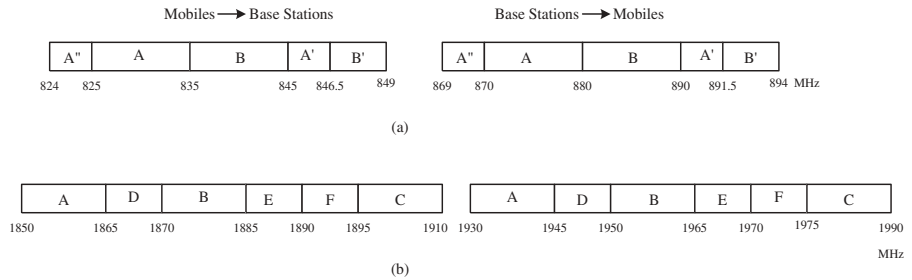 Mobiles Base Stations
Base Stations Mobiles
A" A B A' B'
824 825 835 845 846.5 849
A" A B A' B'
869 870 880 890 891.5 894 MHz
(a)
A D B E F C
1850 1865 1870 1885 1890 1895 1910
A D B E F C
1930 1945 1950 1965 1970 1975 1990
MHz
(b)